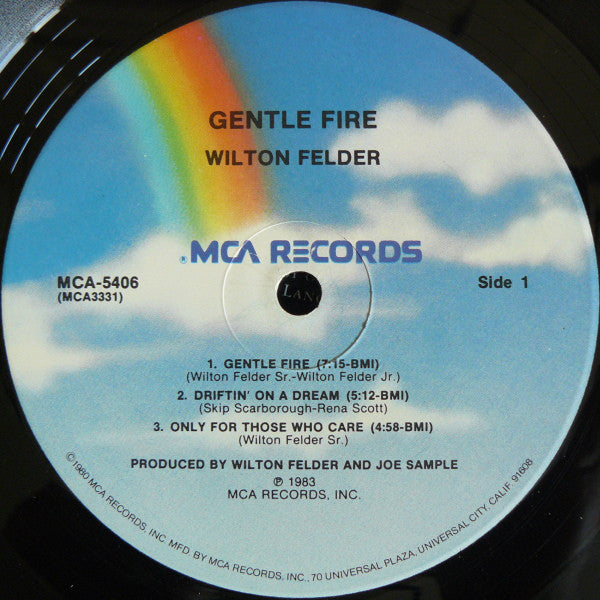 GENTLE FIRE
WILTON FELDER
®MCA RECORDS
MCA-5406
(MCA3331)
Side 1
1. GENTLE FIRE (7:15-BMI)
(Wilton Felder Sr.-Wilton Felder Jr.)
2. DRIFTIN' ON A DREAM (5:12-BMI)
(Skip Scarborough-Rena Scott)
3. ONLY FOR THOSE WHO CARE (4:58-BMI)
(Wilton Felder Sr.)
PRODUCED BY WILTON FELDER AND JOE SAMPLE
℗ 1983
MCA RECORDS, INC.
©1980 MCA RECORDS, INC. MFD. BY MCA RECORDS, INC., 70 UNIVERSAL PLAZA, UNIVERSAL CITY, CALIF. 91608